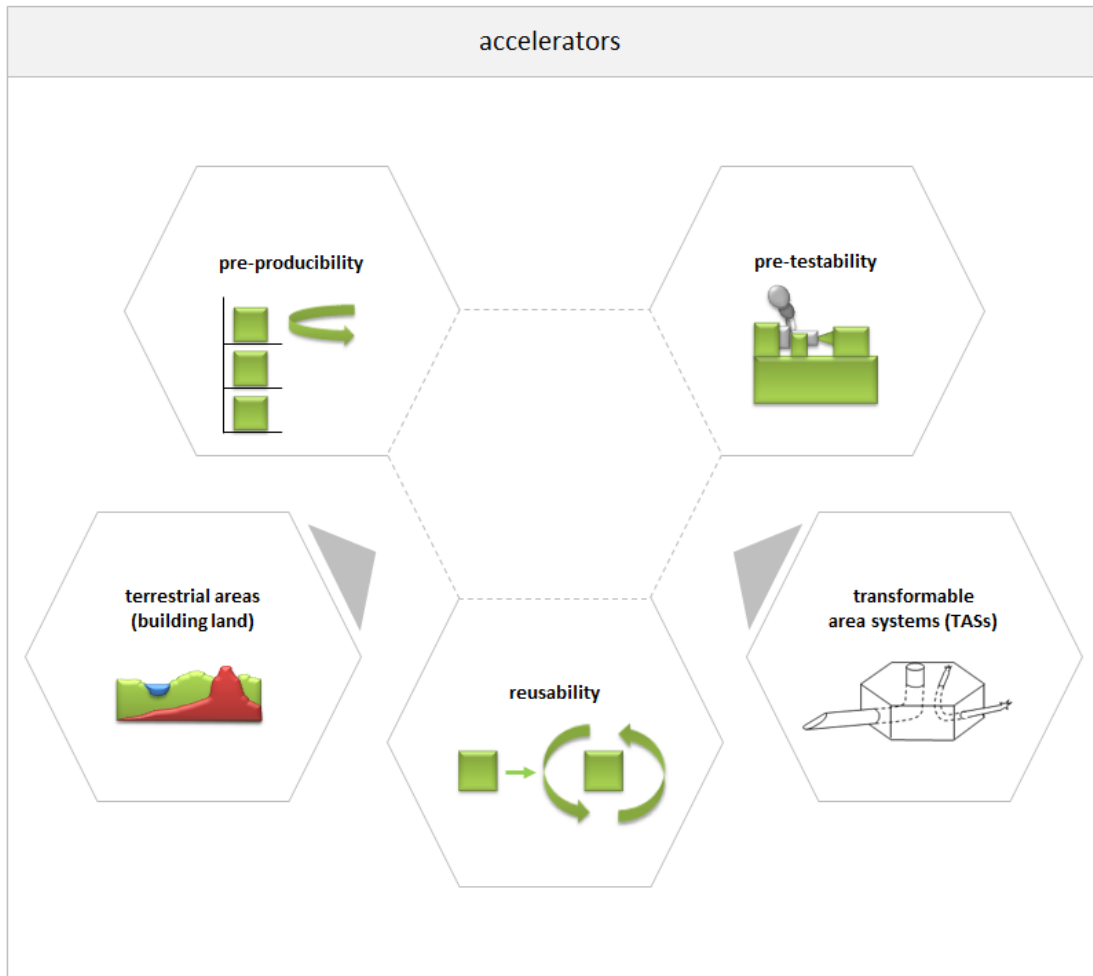 accelerators
pre-producibility
pre-testability
terrestrial areas
(building land)
reusability
transformable
area systems (TASs)